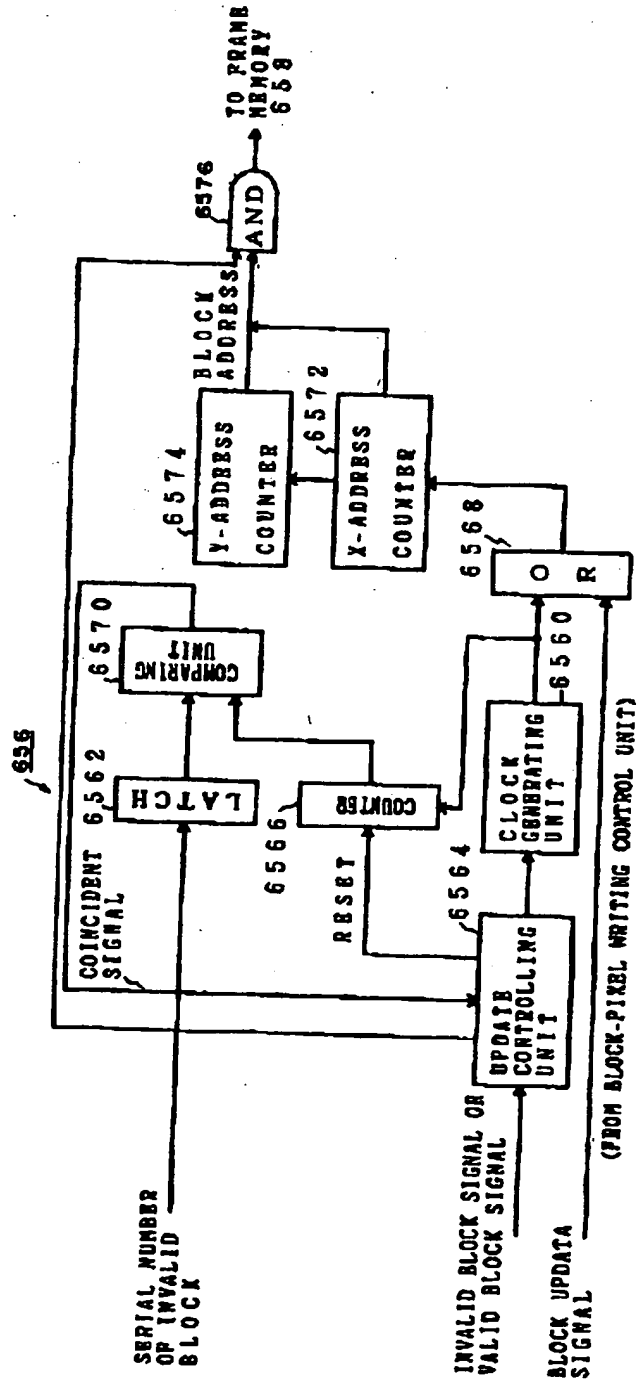 656
SERIAL NUMBER
OF INVALID
BLOCK
COINCIDENT
SIGNAL
6562
LATCH
6570
COMPARING
UNIT
6566
COUNTER
RESET
6564
UPDATE
CONTROLLING
UNIT
INVALID BLOCK SIGNAL OR
VALID BLOCK SIGNAL
BLOCK UPDATA
SIGNAL
(FROM BLOCK-PIXEL WRITING CONTROL UNIT)
CLOCK
GENERATING
UNIT
6560
6568
OR
6574
Y-ADDRESS
COUNTER
6572
X-ADDRESS
COUNTER
BLOCK
ADDRESS
6576
AND
TO FRAME
MEMORY
658